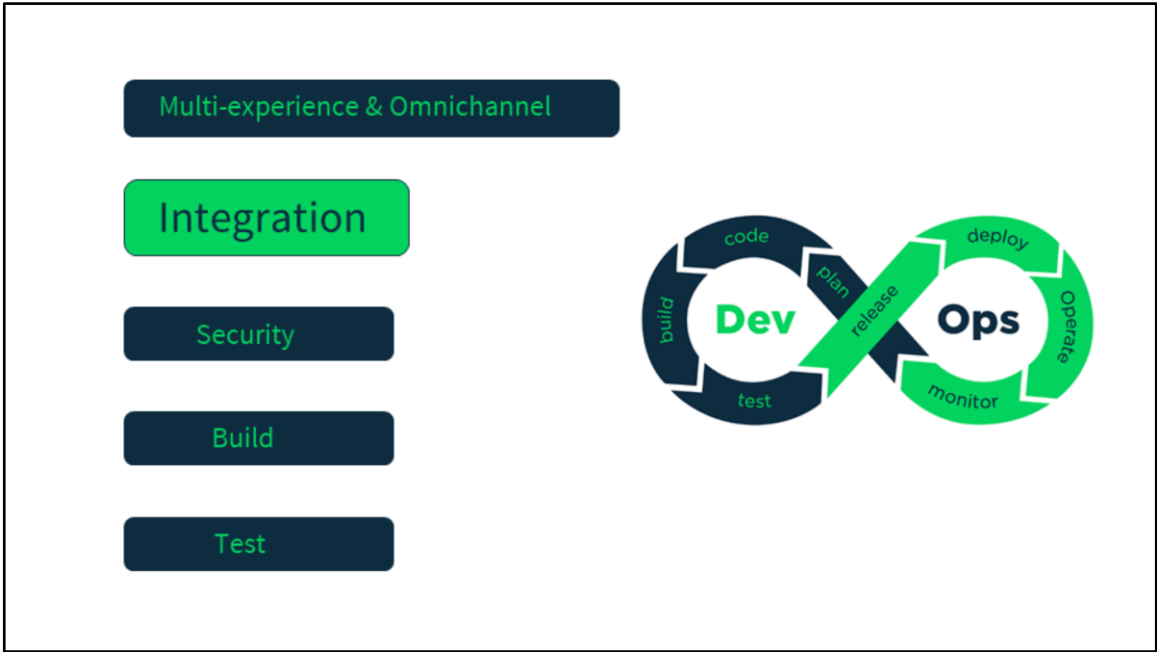 Multi-experience & Omnichannel
Integration
Security
Build
Test
code
plan
build
Dev
test
release
deploy
Ops
Operate
monitor